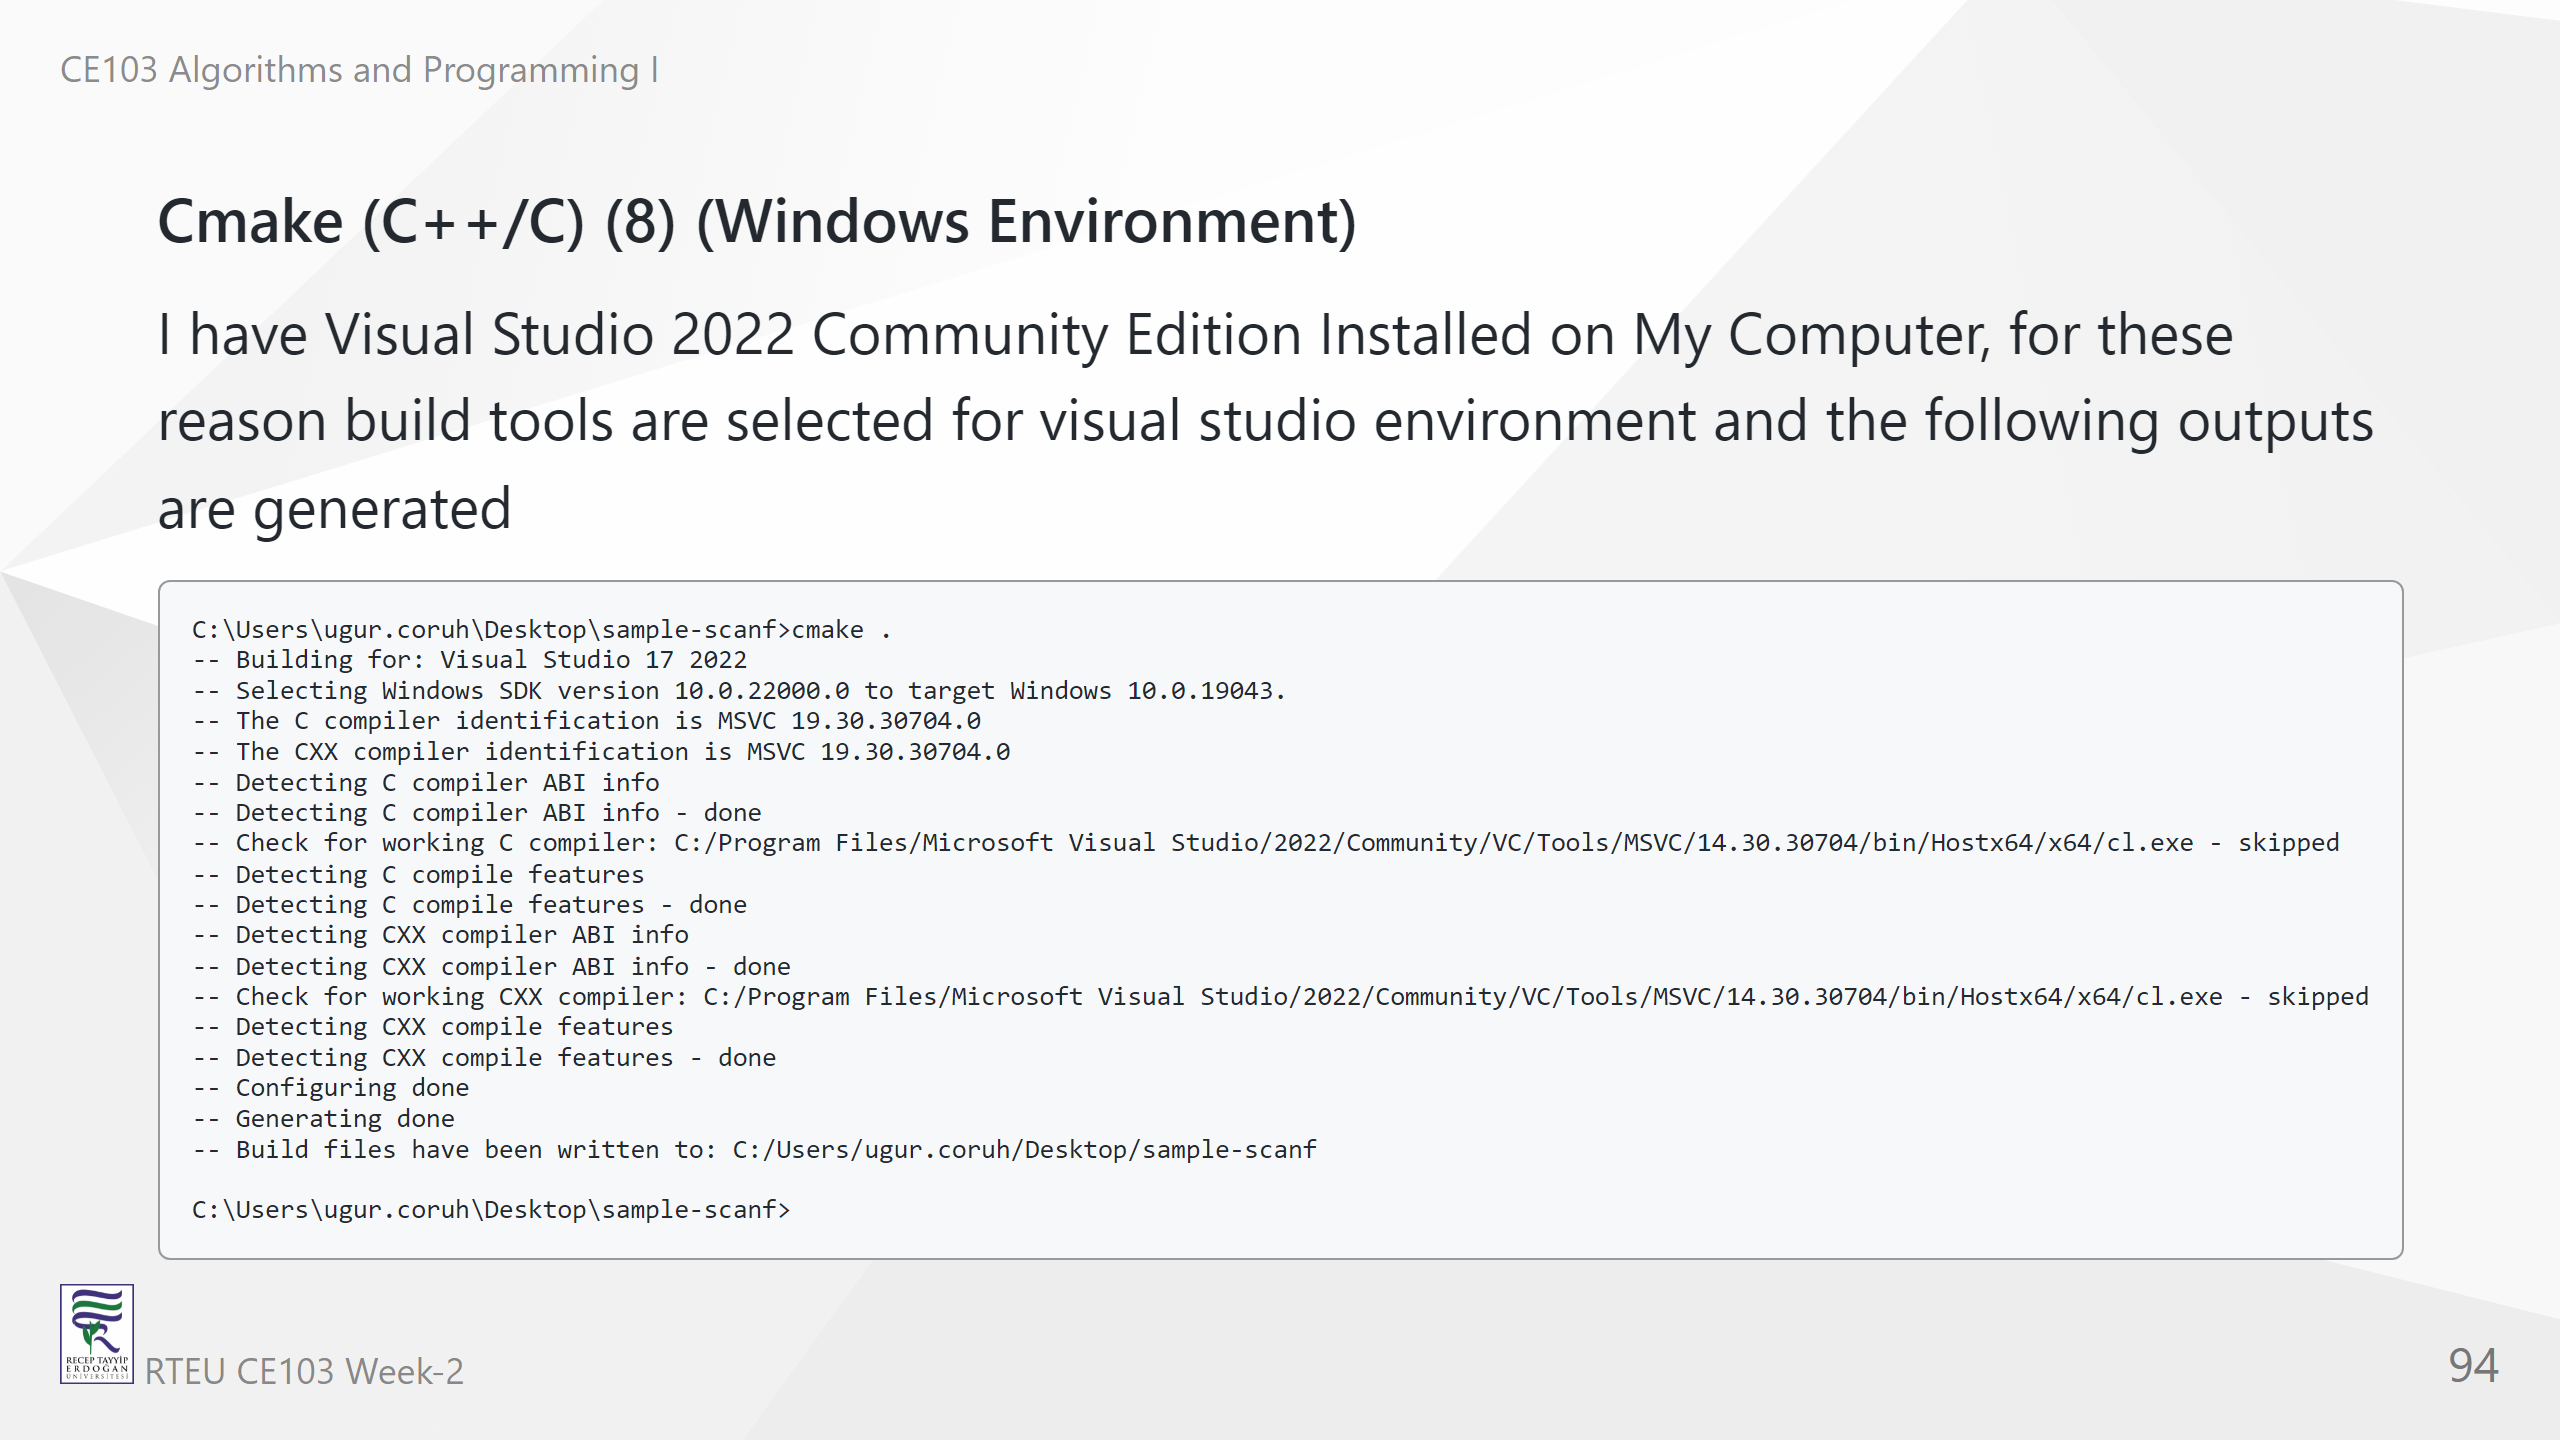 CE103 Algorithms and Programming I
Cmake (C++/C) (8) (Windows Environment)
I have Visual Studio 2022 Community Edition Installed on My Computer, for these
reason build tools are selected for visual studio environment and the following outputs
are generated
C:\Users\ugur.coruh\Desktop\sample-scanf>cmake .
-- Building for: Visual Studio 17 2022
-- Selecting Windows SDK version 10.0.22000.0 to target Windows 10.0.19043.
-- The C compiler identification is MSVC 19.30.30704.0
-- The CXX compiler identification is MSVC 19.30.30704.0
-- Detecting C compiler ABI info
-- Detecting C compiler ABI info - done
-- Check for working C compiler: C:/Program Files/Microsoft Visual Studio/2022/Community/VC/Tools/MSVC/14.30.30704/bin/Hostx64/x64/cl.exe - skipped
-- Detecting C compile features
-- Detecting C compile features - done
-- Detecting CXX compiler ABI info
-- Detecting CXX compiler ABI info - done
-- Check for working CXX compiler: C:/Program Files/Microsoft Visual Studio/2022/Community/VC/Tools/MSVC/14.30.30704/bin/Hostx64/x64/cl.exe - skipped
-- Detecting CXX compile features
-- Detecting CXX compile features - done
-- Configuring done
-- Generating done
-- Build files have been written to: C:/Users/ugur.coruh/Desktop/sample-scanf
C:\Users\ugur.coruh\Desktop\sample-scanf>
RECEP TAYYİP
ERDOĞAN
ÜNİVERSİTESİ
RTEU CE103 Week-2
94